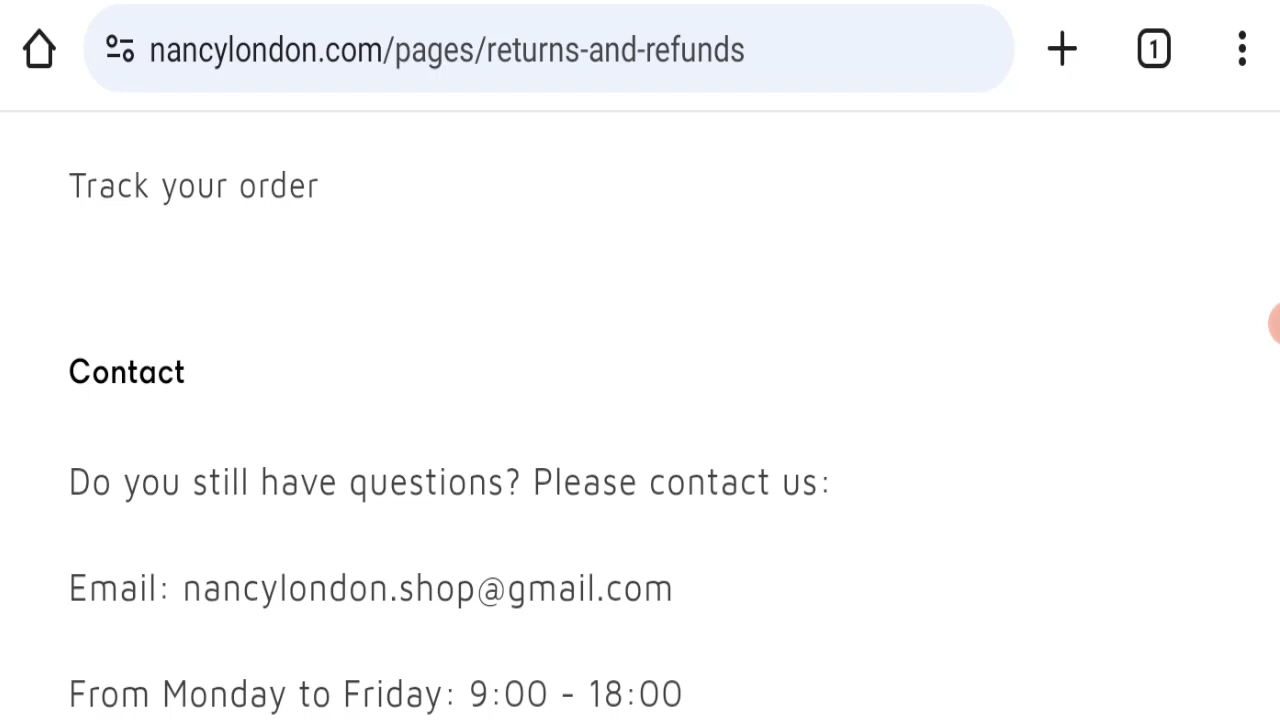 nancylondon.com/pages/returns-and-refunds
1
Track your order
Contact
Do you still have questions? Please contact us:
Email: nancylondon.shop@gmail.com
From Monday to Friday: 9:00 - 18:00